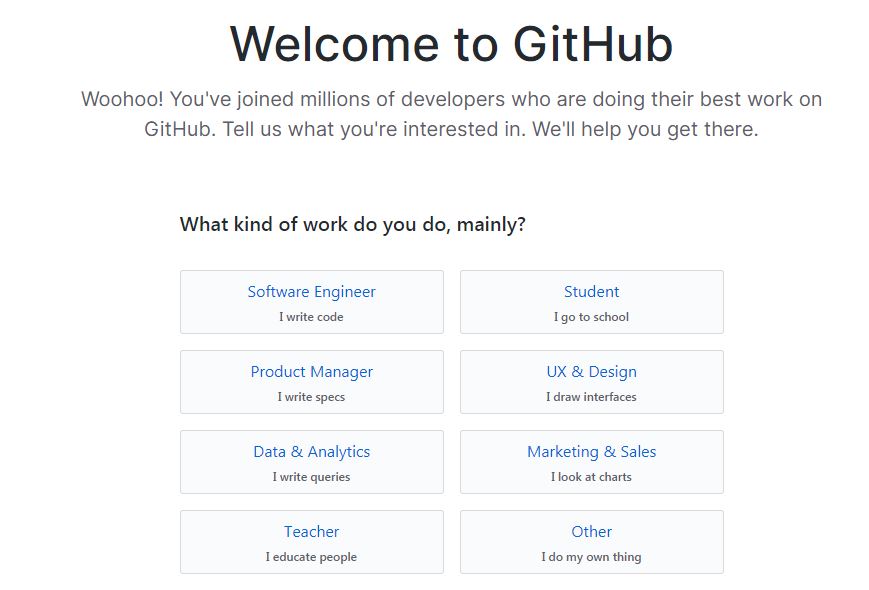 Welcome to GitHub
Woohoo! You've joined millions of developers who are doing their best work on
GitHub. Tell us what you're interested in. We'll help you get there.
What kind of work do you do, mainly?
Software Engineer
I write code
Student
I go to school
Product Manager
I write specs
UX & Design
I draw interfaces
Data & Analytics
I write queries
Marketing & Sales
I look at charts
Teacher
I educate people
Other
I do my own thing